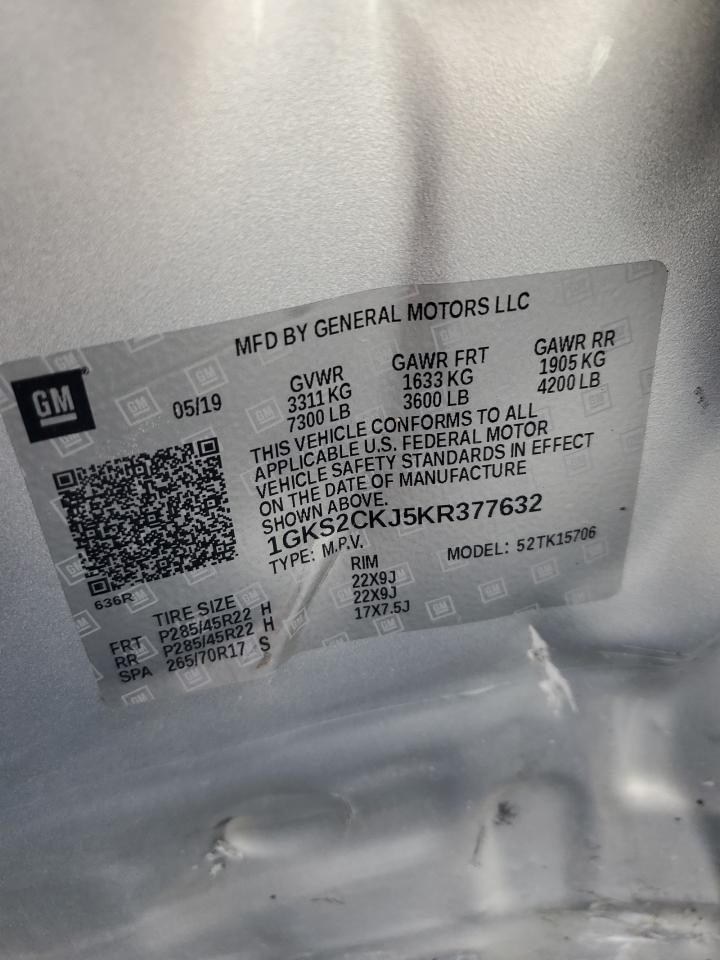 MFD BY GENERAL MOTORS LLC
GM
05/19
GVWR
3311 KG
7300 LB
GAWR FRT
1633 KG
3600 LB
GAWR RR
1905 KG
4200 LB
THIS VEHICLE CONFORMS TO ALL
APPLICABLE U.S. FEDERAL MOTOR
VEHICLE SAFETY STANDARDS IN EFFECT
ON THE DATE OF MANUFACTURE
SHOWN ABOVE.
1GKS2CKJ5KR377632
TYPE: M.P.V.
MODEL: 52TK15706
636R
TIRE SIZE
RIM
FRT P285/45R22 H 22X9J
RR P285/45R22 H 22X9J
SPA 265/70R17 S 17X7.5J